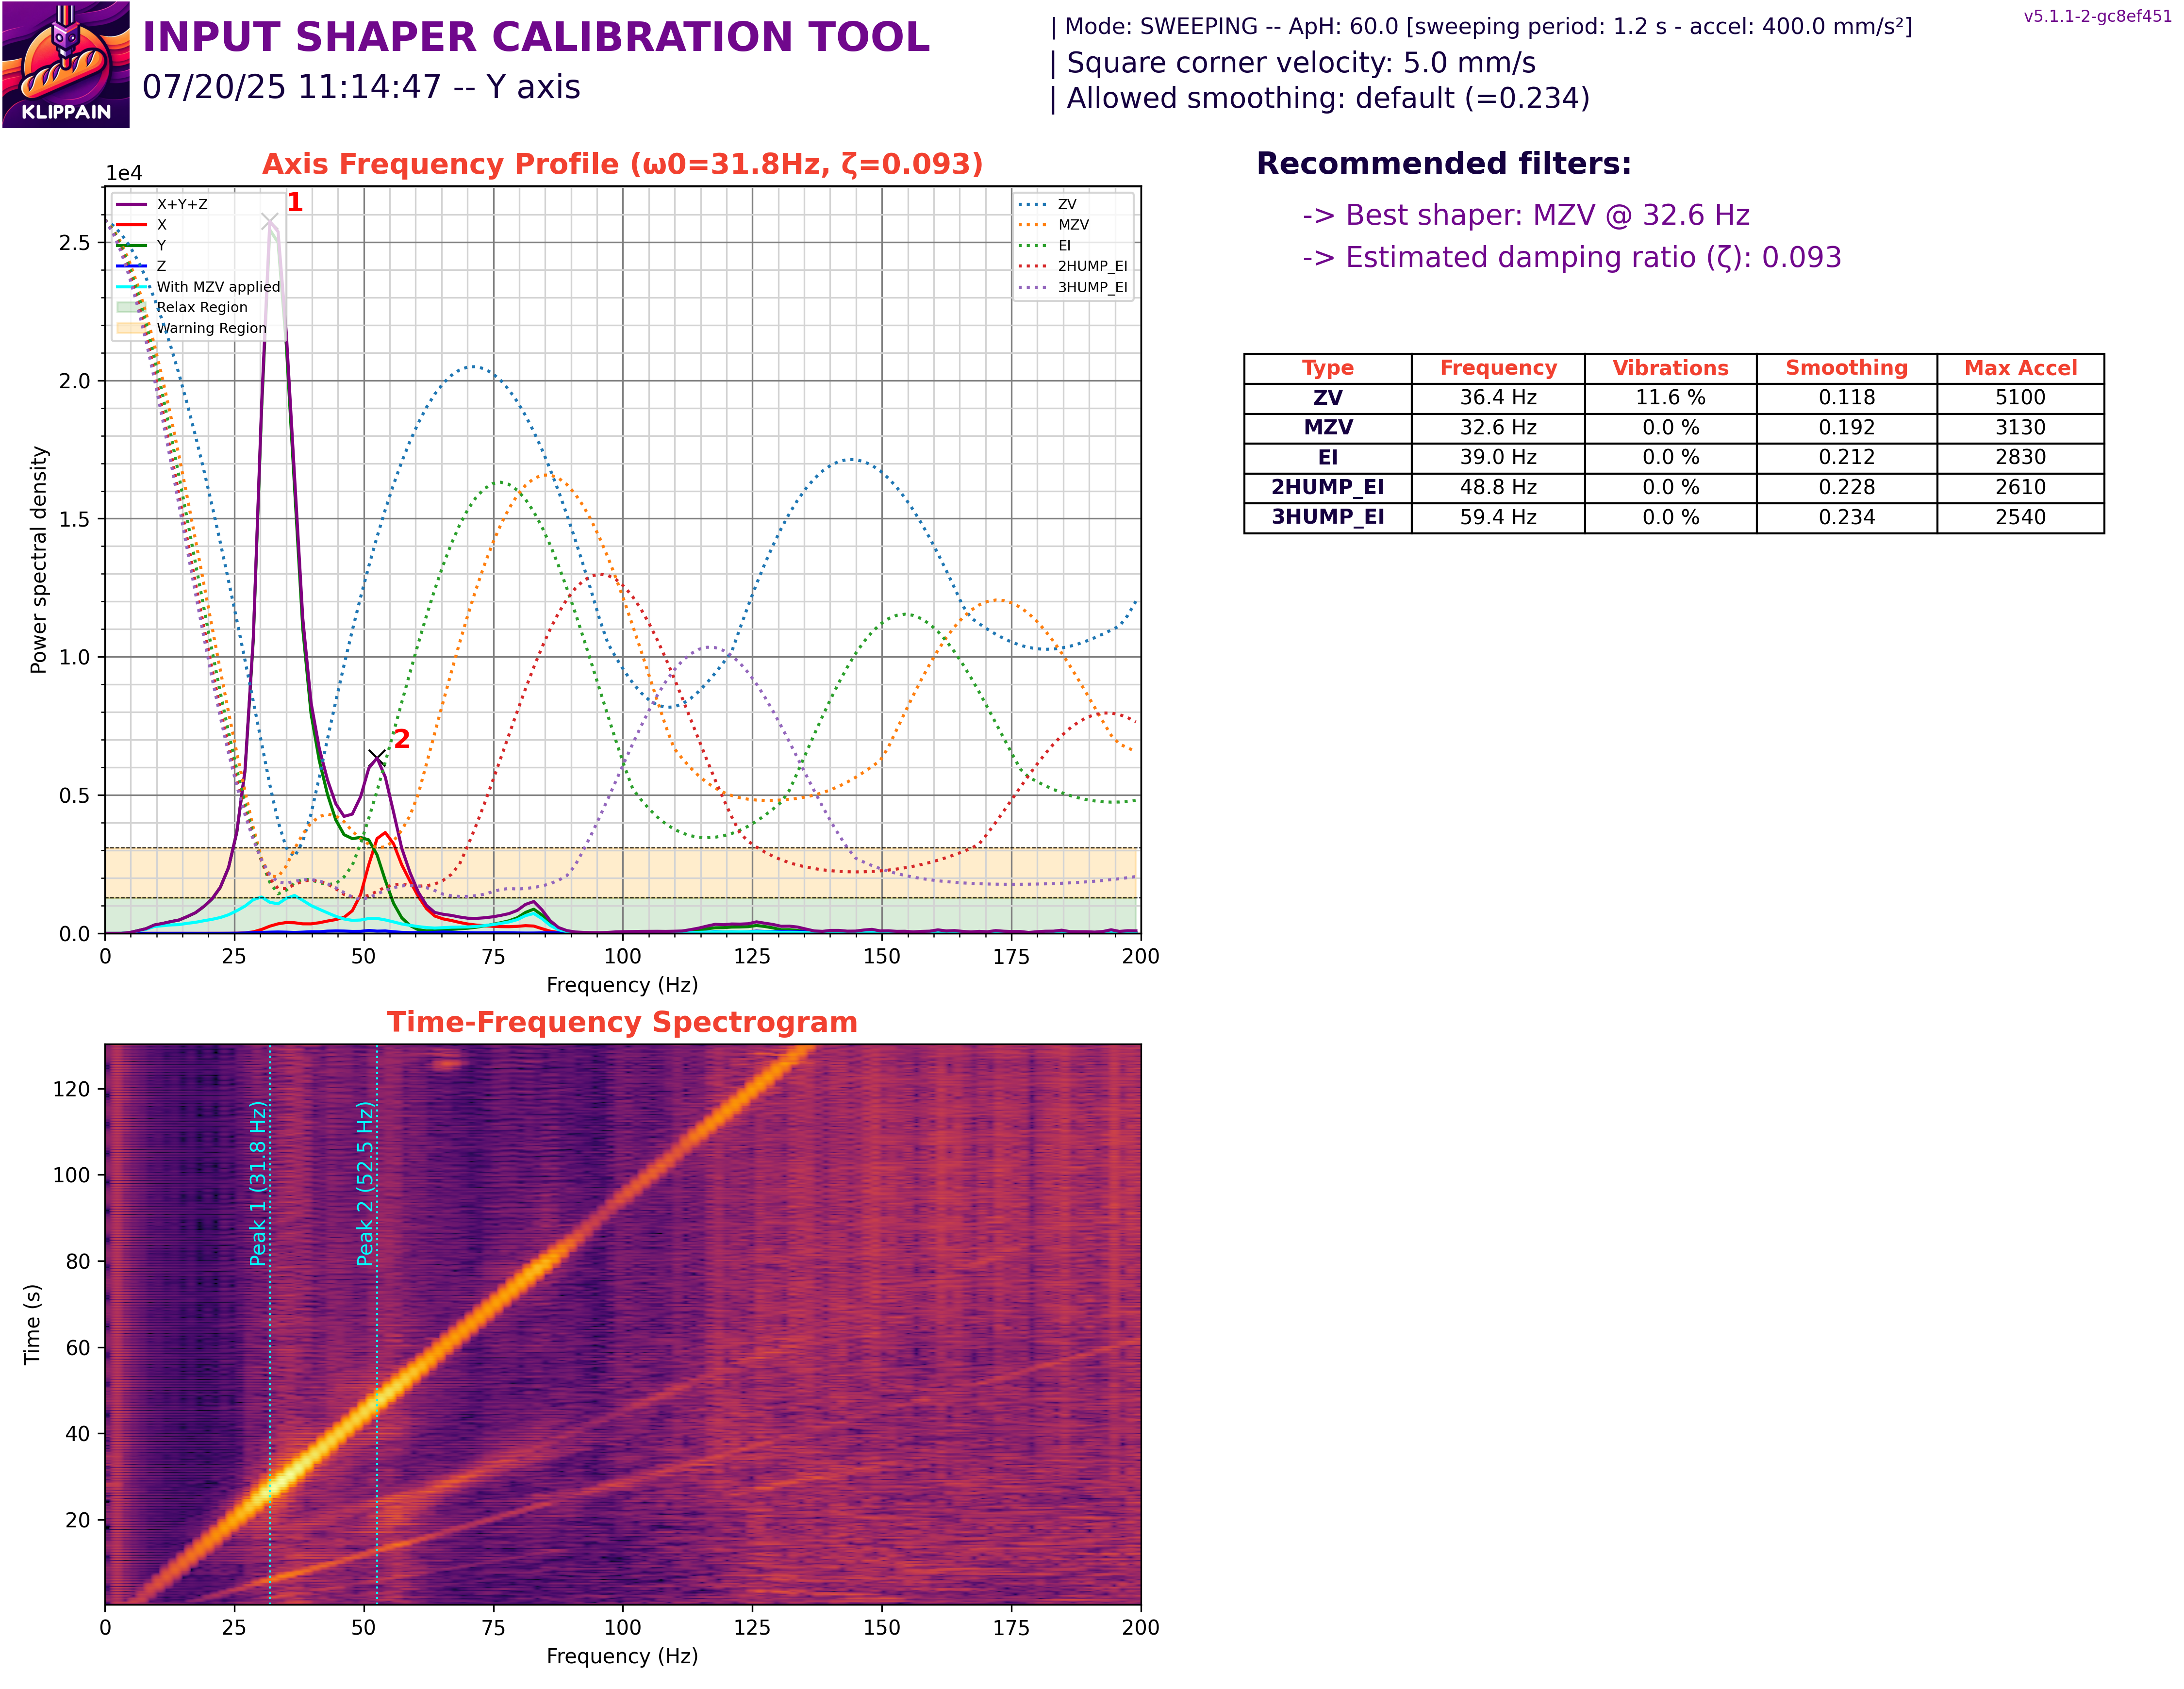 KLIPPAIN
INPUT SHAPER CALIBRATION TOOL
07/20/25 11:14:47 -- Y axis
| Mode: SWEEPING -- ApH: 60.0 [sweeping period: 1.2 s - accel: 400.0 mm/s²]
| Square corner velocity: 5.0 mm/s
| Allowed smoothing: default (=0.234)
v5.1.1-2-gc8ef451
Axis Frequency Profile (ω0=31.8Hz, ζ=0.093)
1e4
X+Y+Z
X
Y
Z
With MZV applied
Relax Region
Warning Region
ZV
MZV
EI
2HUMP_EI
3HUMP_EI
1
2
Power spectral density
2.5
2.0
1.5
1.0
0.5
0.0
0 25 50 75 100 125 150 175 200
Frequency (Hz)
Recommended filters:
-> Best shaper: MZV @ 32.6 Hz
-> Estimated damping ratio (ζ): 0.093
Type Frequency Vibrations Smoothing Max Accel
ZV 36.4 Hz 11.6 % 0.118 5100
MZV 32.6 Hz 0.0 % 0.192 3130
EI 39.0 Hz 0.0 % 0.212 2830
2HUMP_EI 48.8 Hz 0.0 % 0.228 2610
3HUMP_EI 59.4 Hz 0.0 % 0.234 2540
Time-Frequency Spectrogram
Time (s)
120
100
80
60
40
20
Peak 1 (31.8 Hz)
Peak 2 (52.5 Hz)
0 25 50 75 100 125 150 175 200
Frequency (Hz)